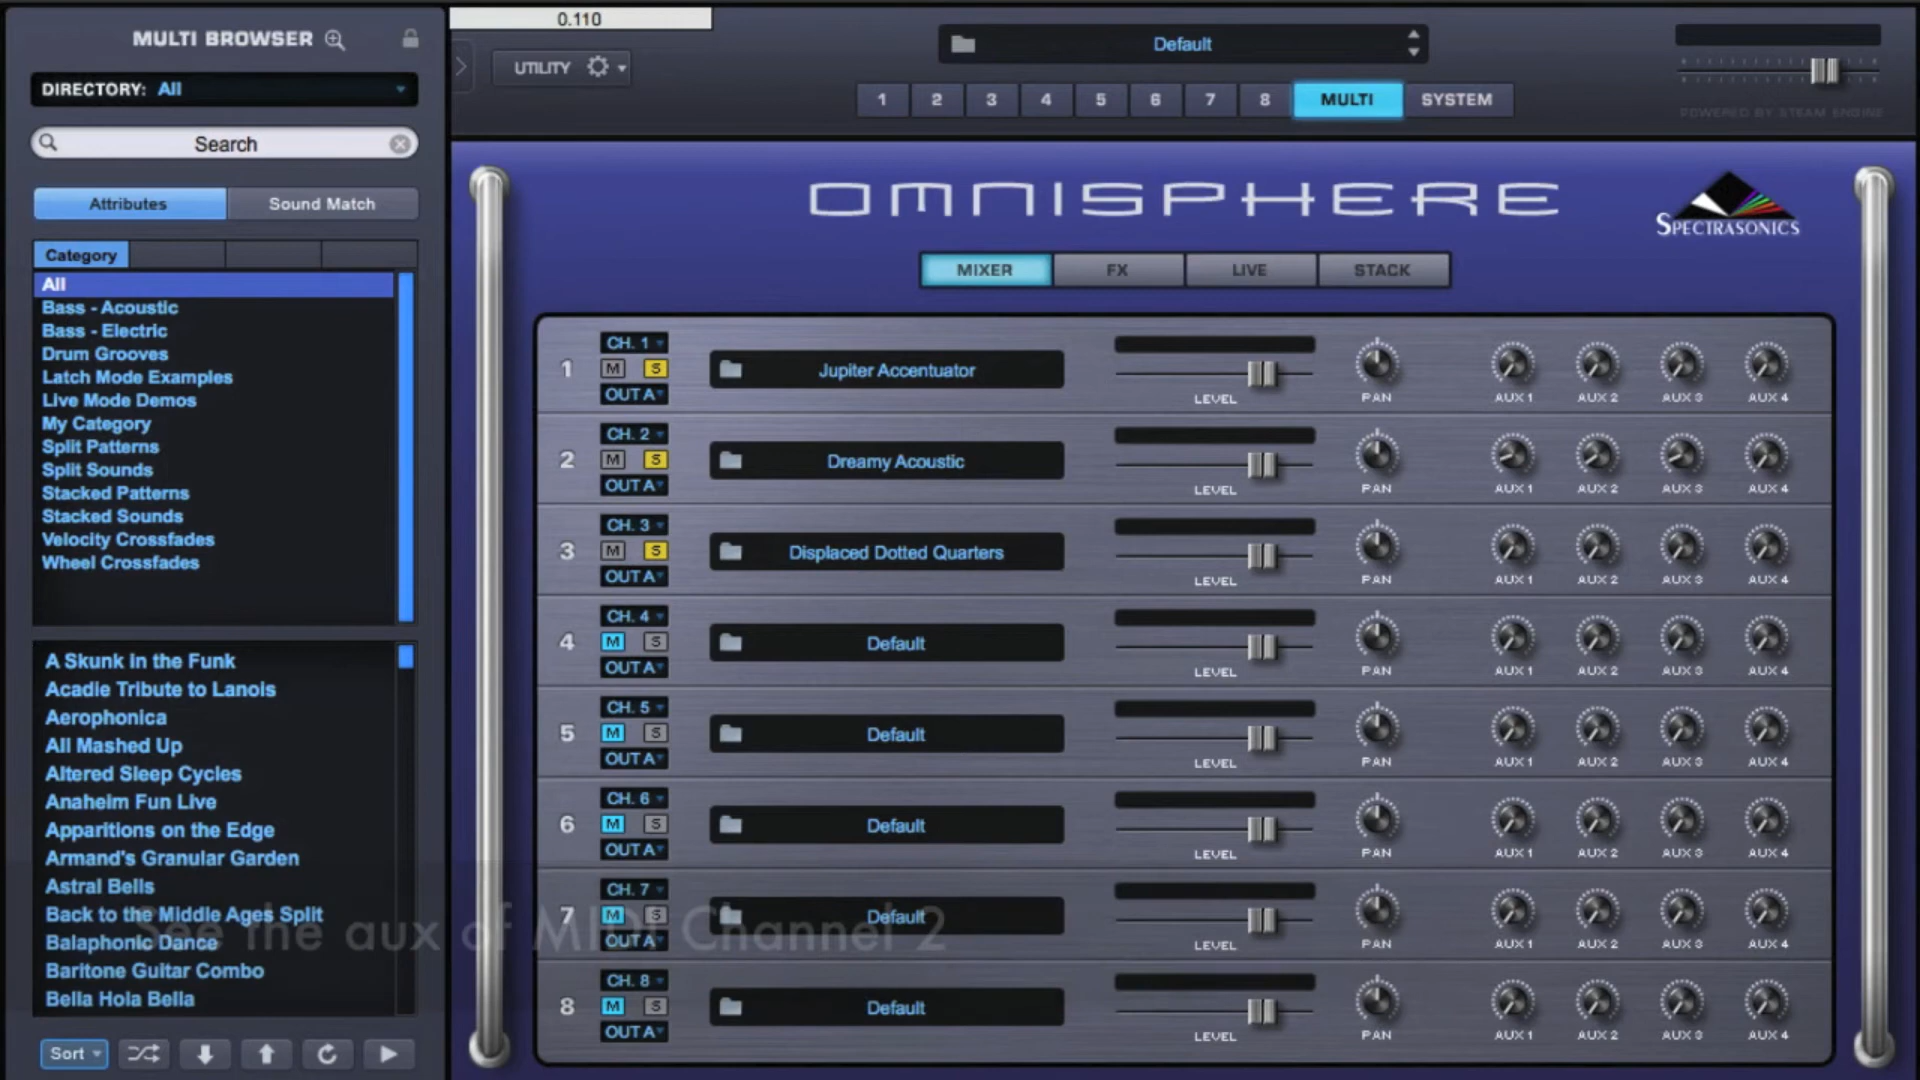 MULTI BROWSER
0.110
DIRECTORY: All
UTILITY
Default
Search
1 2 3 4 5 6 7 8 MULTI SYSTEM
POWERED BY STEAM ENGINE
Attributes Sound Match
OMNISPHERE
SPECTRASONICS
Category
MIXER FX LIVE STACK
All
Bass - Acoustic
Bass - Electric
Drum Grooves
Latch Mode Examples
Live Mode Demos
My Category
Split Patterns
Split Sounds
Stacked Patterns
Stacked Sounds
Velocity Crossfades
Wheel Crossfades
A Skunk in the Funk
Acadie Tribute to Lanois
Aerophonica
All Mashed Up
Altered Sleep Cycles
Anaheim Fun Live
Apparitions on the Edge
Armand's Granular Garden
Astral Bells
Back to the Middle Ages Split
Balaphonic Dance
Baritone Guitar Combo
Bella Hola Bella
Sort
CH. 1
1 M S Jupiter Accentuator
OUT A LEVEL PAN AUX 1 AUX 2 AUX 3 AUX 4
CH. 2
2 M S Dreamy Acoustic
OUT A LEVEL PAN AUX 1 AUX 2 AUX 3 AUX 4
CH. 3
3 M S Displaced Dotted Quarters
OUT A LEVEL PAN AUX 1 AUX 2 AUX 3 AUX 4
CH. 4
4 M S Default
OUT A LEVEL PAN AUX 1 AUX 2 AUX 3 AUX 4
CH. 5
5 M S Default
OUT A LEVEL PAN AUX 1 AUX 2 AUX 3 AUX 4
CH. 6
6 M S Default
OUT A LEVEL PAN AUX 1 AUX 2 AUX 3 AUX 4
CH. 7
7 M S Default
OUT A LEVEL PAN AUX 1 AUX 2 AUX 3 AUX 4
CH. 8
8 M S Default
OUT A LEVEL PAN AUX 1 AUX 2 AUX 3 AUX 4
See the aux of MIDI Channel 2